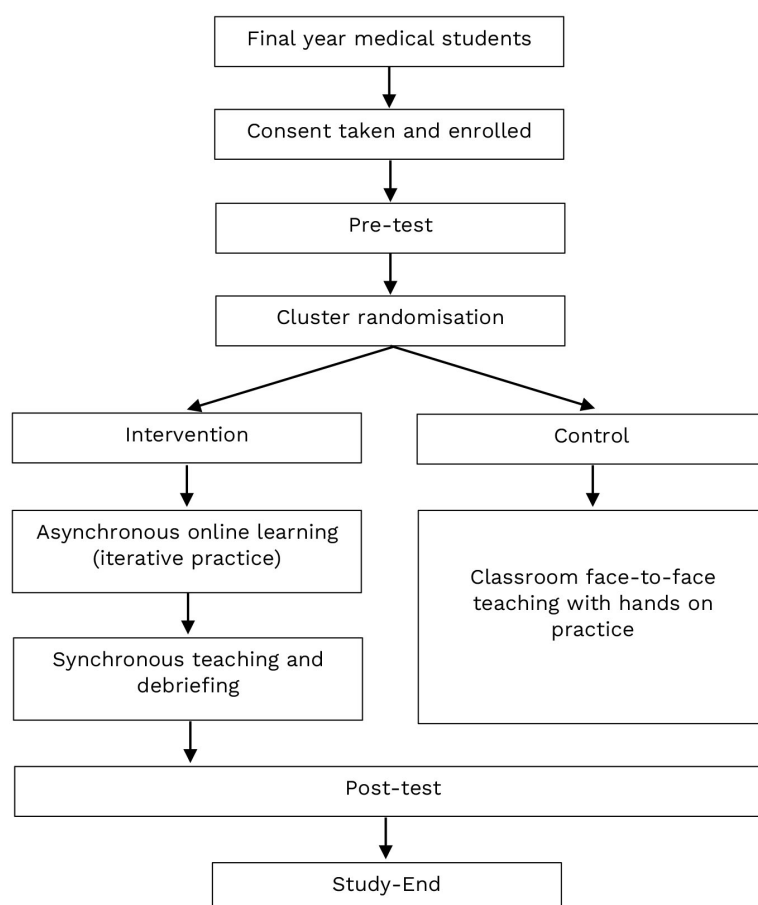 Final year medical students
Consent taken and enrolled
Pre-test
Cluster randomisation
Intervention
Control
Asynchronous online learning
(iterative practice)
Classroom face-to-face
teaching with hands on
practice
Synchronous teaching and
debriefing
Post-test
Study-End